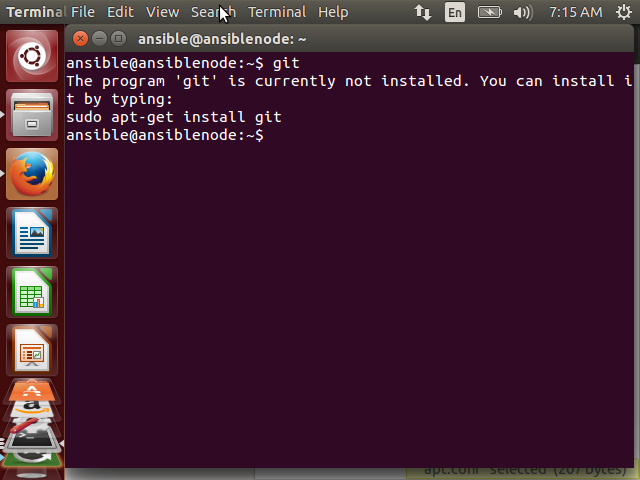 Terminal File Edit View Search Terminal Help En 7:15 AM
ansible@ansiblenode: ~
ansible@ansiblenode:~$ git
The program 'git' is currently not installed. You can install i
t by typing:
sudo apt-get install git
ansible@ansiblenode:~$
"apt.conf" selected (207 bytes)